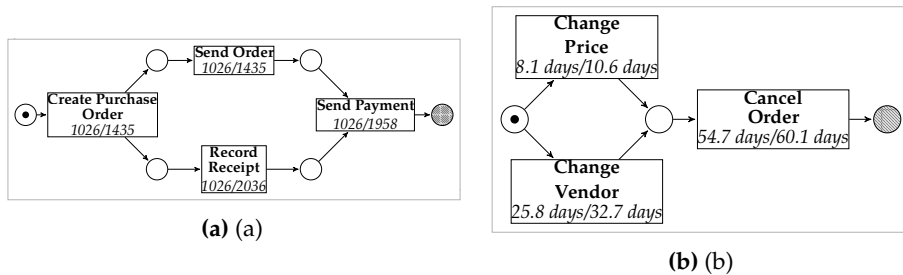 Send Order
1026/1435
Create Purchase
Order
1026/1435
Send Payment
1026/1958
Record
Receipt
1026/2036
(a) (a)
Change
Price
8.1 days/10.6 days
Cancel
Order
54.7 days/60.1 days
Change
Vendor
25.8 days/32.7 days
(b) (b)